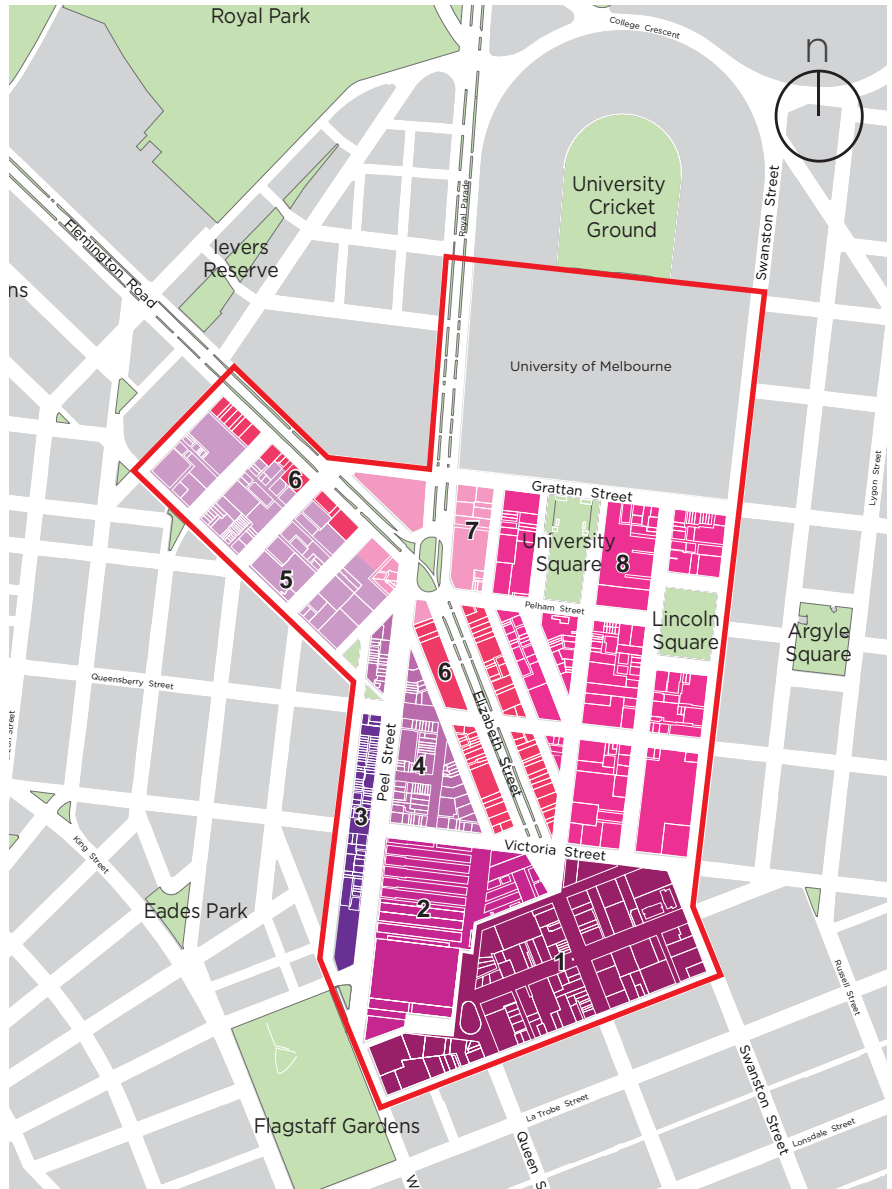 Royal Park
College Crescent
n
University
Cricket
Ground
Swanston Street
Royal Parade
Ievers
Reserve
Flemington Road
ns
University of Melbourne
Lygon Street
Grattan Street
6
7
University
Square
8
5
Pelham Street
Lincoln
Square
Argyle
Square
6
Queensberry Street
Elizabeth Street
Peel Street
4
3
King Street
Victoria Street
2
Eades Park
1
Russell Street
Swanston Street
La Trobe Street
Flagstaff Gardens
Lonsdale Street
Queen S
W